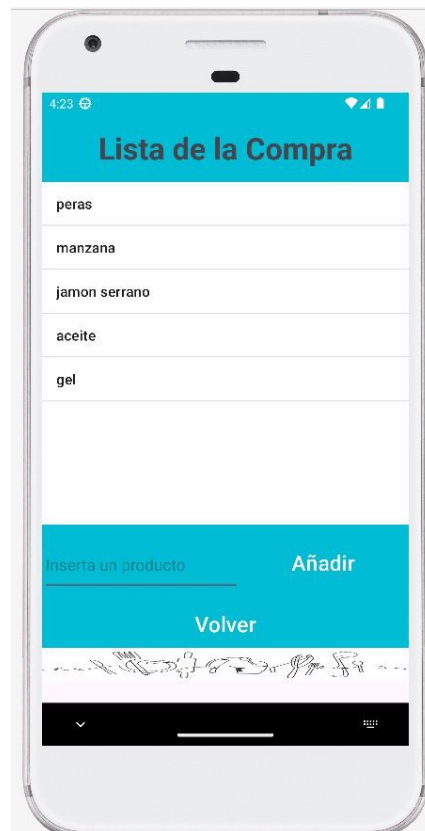 4:23
Lista de la Compra
peras
manzana
jamon serrano
aceite
gel
Inserta un producto
Añadir
Volver